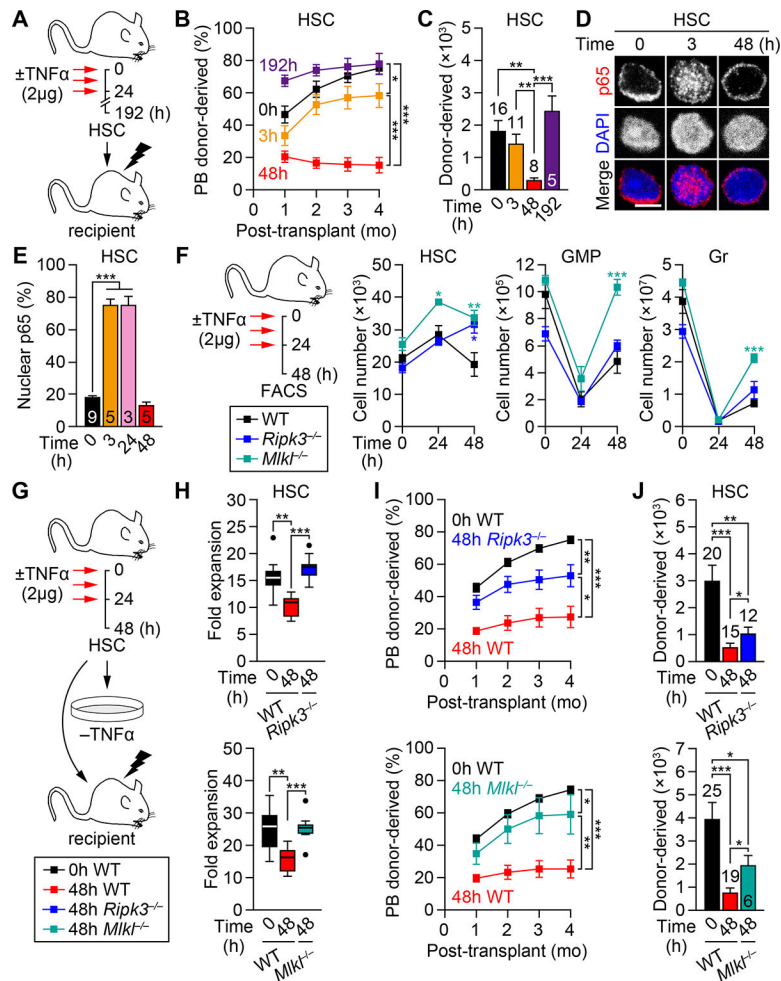 A
±TNFα
(2μg)
0
24
192 (h)
HSC
recipient
B
HSC
PB donor-derived (%)
100
80
60
40
20
0
192h
0h
3h
48h
*
***
***
0 1 2 3 4
Post-transplant (mo)
C
HSC
Donor-derived (×10³)
5
4
3
2
1
0
** ** ***
16
11
8
5
Time
(h)
0 3 48 192
D
HSC
Time 0 3 48 (h)
p65
DAPI
Merge
E
HSC
Nuclear p65 (%)
100
80
60
40
20
0
***
9 5 3 5
Time
(h)
0 3 24 48
F
±TNFα
(2μg)
0
24
48 (h)
FACS
WT
Ripk3–/–
Mlkl–/–
HSC
Cell number (×10³)
50
40
30
20
10
0
*
**
*
0 24 48
GMP
Cell number (×10⁵)
12
10
8
6
4
2
0
***
0 24 48
Gr
Cell number (×10⁷)
6
5
4
3
2
1
0
***
0 24 48
G
±TNFα
(2μg)
0
24
48 (h)
HSC
–TNFα
recipient
0h WT
48h WT
48h Ripk3–/–
48h Mlkl–/–
H
HSC
Fold expansion
35
30
25
20
15
10
5
0
** ***
Time
(h)
0 48 48
WT
Ripk3–/–
Fold expansion
40
30
20
10
0
** ***
Time
(h)
0 48 48
WT
Mlkl–/–
I
PB donor-derived (%)
100
80
60
40
20
0
0h WT
48h Ripk3–/–
48h WT
**
*
***
0 1 2 3 4
Post-transplant (mo)
PB donor-derived (%)
100
80
60
40
20
0
0h WT
48h Mlkl–/–
48h WT
*
**
***
0 1 2 3 4
Post-transplant (mo)
J
HSC
Donor-derived (×10³)
6
5
4
3
2
1
0
**
***
*
20
15
12
Time
(h)
0 48 48
WT
Ripk3–/–
Donor-derived (×10³)
6
5
4
3
2
1
0
*
***
*
25
19
6
Time
(h)
0 48 48
WT
Mlkl–/–